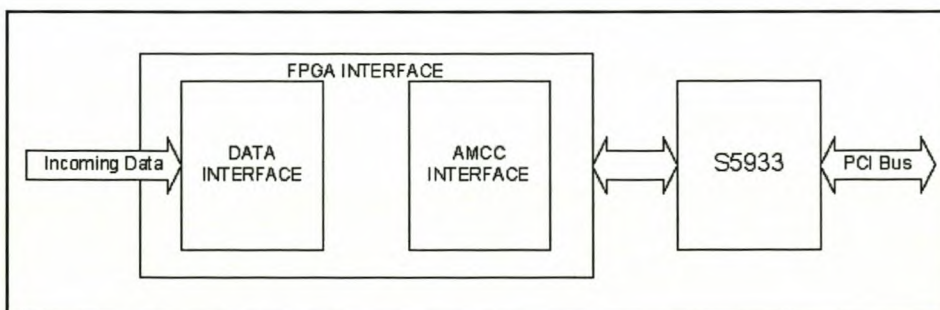 FPGA INTERFACE
Incoming Data
DATA
INTERFACE
AMCC
INTERFACE
S5933
PCI Bus